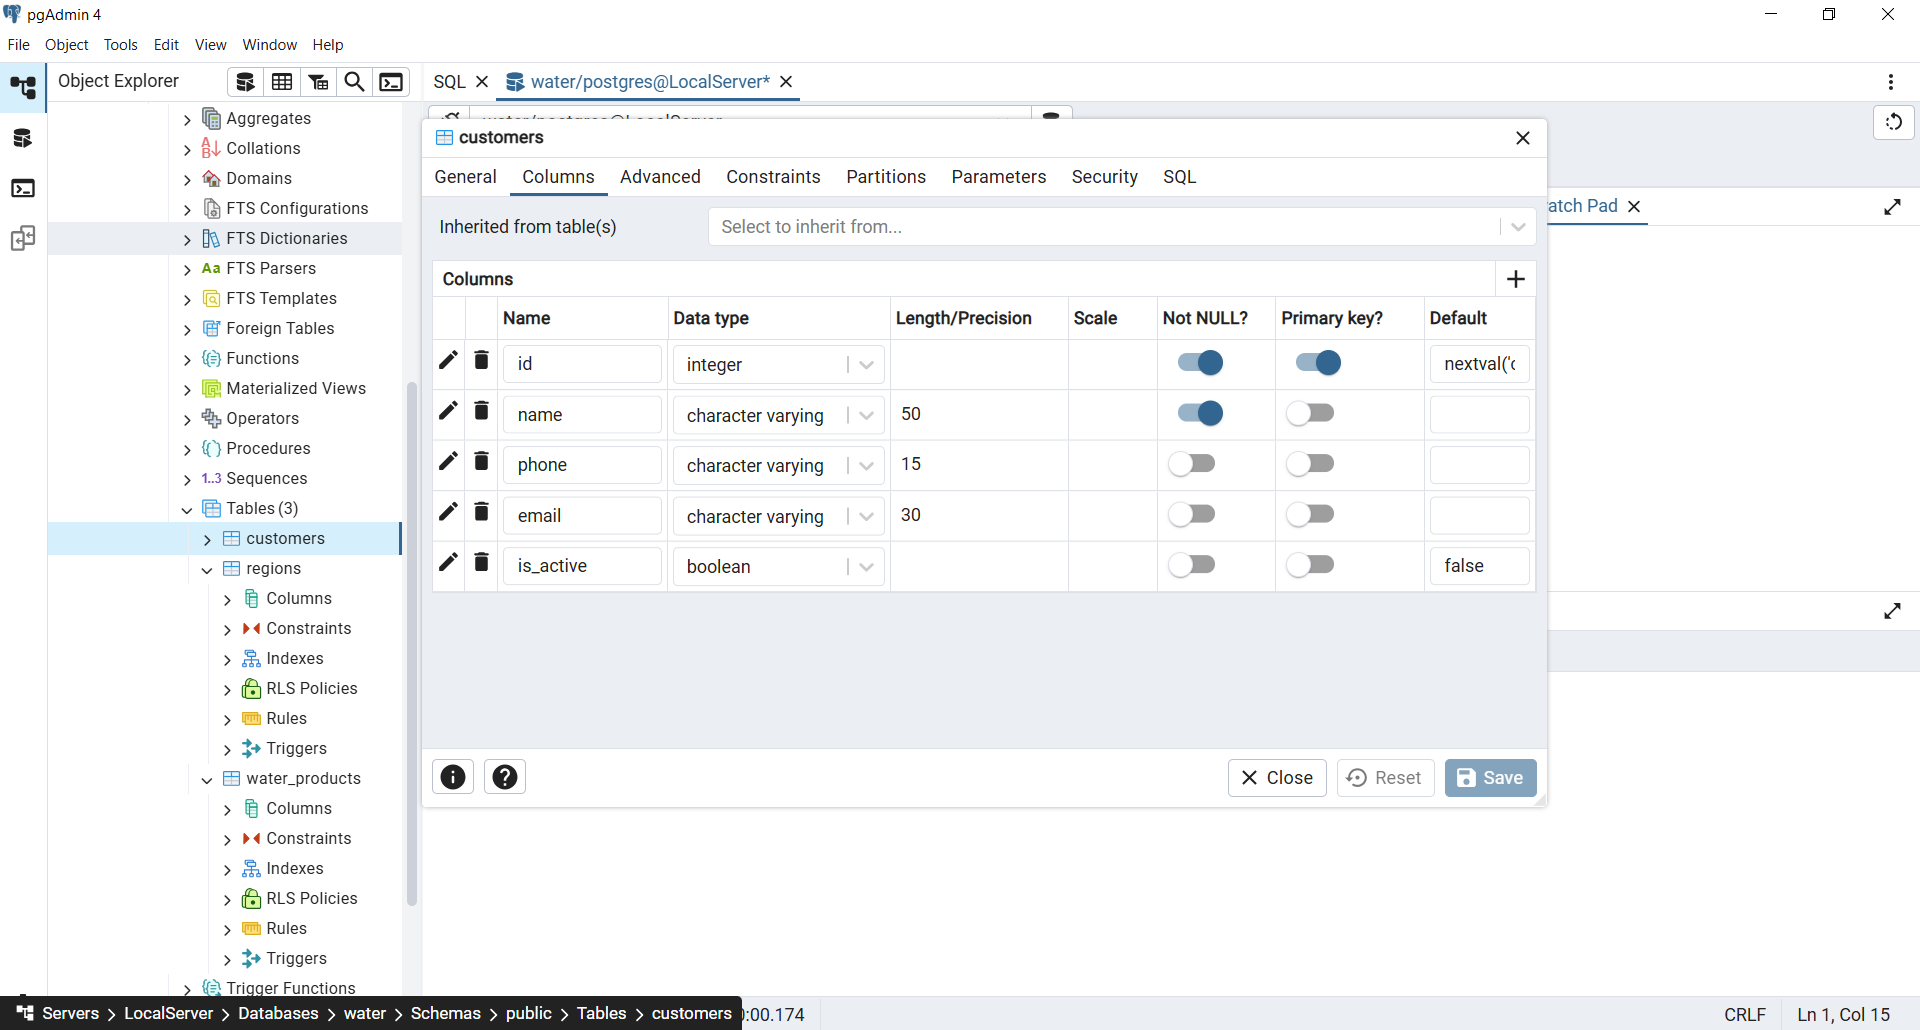 pgAdmin 4
File Object Tools Edit View Window Help
Object Explorer
SQL
water/postgres@LocalServer*
Aggregates
Collations
Domains
FTS Configurations
FTS Dictionaries
Aa FTS Parsers
FTS Templates
Foreign Tables
Functions
Materialized Views
Operators
Procedures
1..3 Sequences
Tables (3)
customers
regions
Columns
Constraints
Indexes
RLS Policies
Rules
Triggers
water_products
Columns
Constraints
Indexes
RLS Policies
Rules
Triggers
Trigger Functions
customers
General Columns Advanced Constraints Partitions Parameters Security SQL
Inherited from table(s) Select to inherit from...
Columns
Name Data type Length/Precision Scale Not NULL? Primary key? Default
id integer nextval('c
name character varying 50
phone character varying 15
email character varying 30
is_active boolean false
Close Reset Save
atch Pad
Servers > LocalServer > Databases > water > Schemas > public > Tables > customers
:00.174
CRLF Ln 1, Col 15